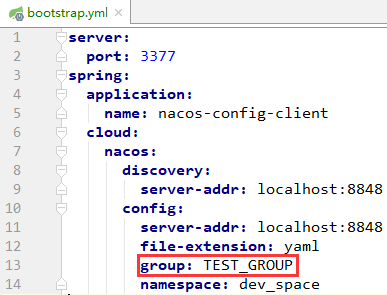 bootstrap.yml
1 server:
2   port: 3377
3 spring:
4   application:
5     name: nacos-config-client
6   cloud:
7     nacos:
8       discovery:
9         server-addr: localhost:8848
10       config:
11         server-addr: localhost:8848
12         file-extension: yaml
13         group: TEST_GROUP
14         namespace: dev_space